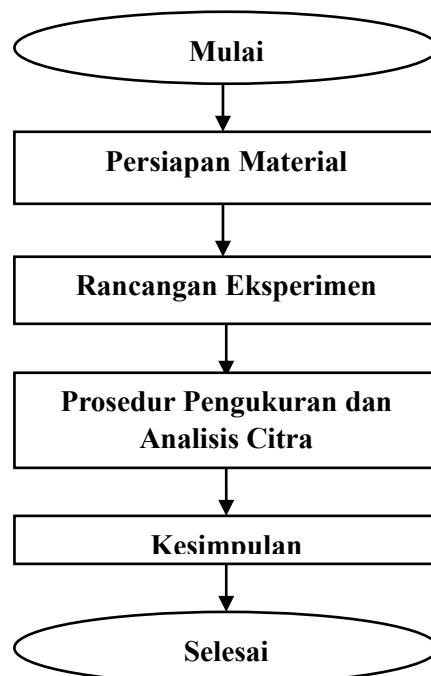 Mulai
Persiapan Material
Rancangan Eksperimen
Prosedur Pengukuran dan
Analisis Citra
Kesimpulan
Selesai